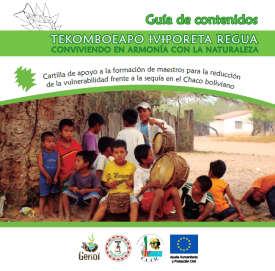 Guía de contenidos
TEKOMBOEAPO IVIPORETA REGUA
CONVIVIENDO EN ARMONÍA CON LA NATURALEZA
Cartilla de apoyo a la formación de maestros para la reducción
de la vulnerabilidad frente a la sequía en el Chaco boliviano
Ayuda Humanitaria
y Protección Civil